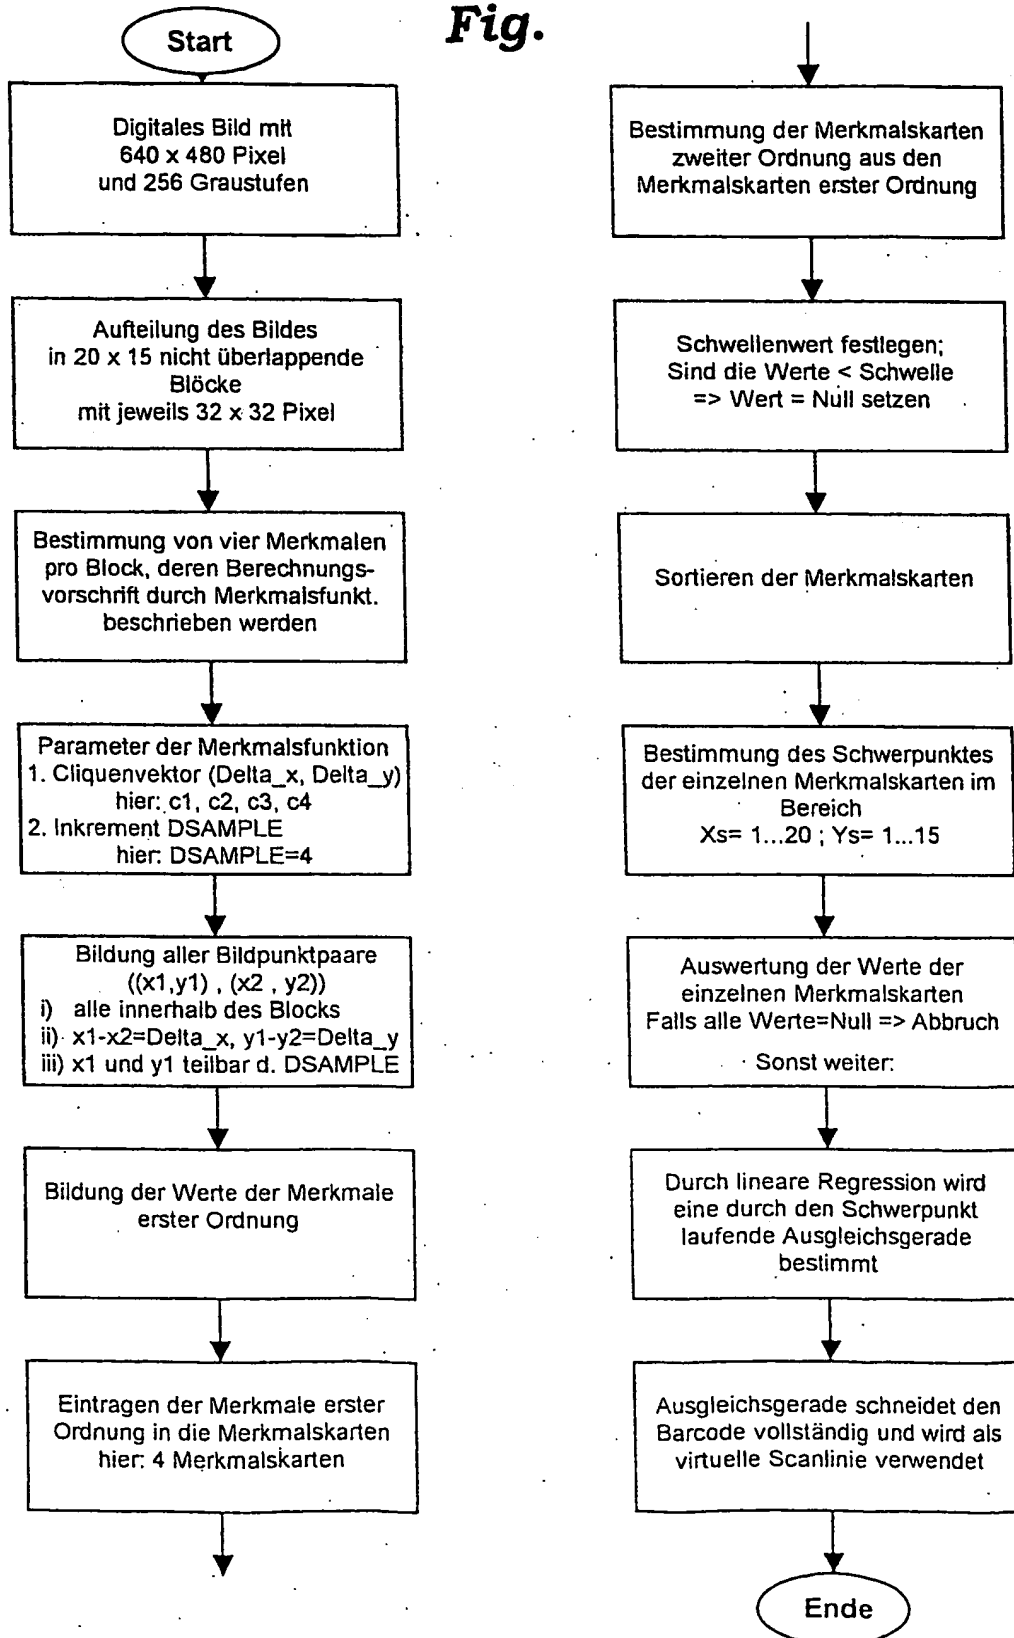 Fig.
Start
Digitales Bild mit
640 x 480 Pixel
und 256 Graustufen
Aufteilung des Bildes
in 20 x 15 nicht überlappende
Blöcke
mit jeweils 32 x 32 Pixel
Bestimmung von vier Merkmalen
pro Block, deren Berechnungs-
vorschrift durch Merkmalsfunkt.
beschrieben werden
Parameter der Merkmalsfunktion
1. Cliquenvektor (Delta_x, Delta_y)
hier: c1, c2, c3, c4
2. Inkrement DSAMPLE
hier: DSAMPLE=4
Bildung aller Bildpunktpaare
((x1,y1) , (x2 , y2))
i) alle innerhalb des Blocks
ii) x1-x2=Delta_x, y1-y2=Delta_y
iii) x1 und y1 teilbar d. DSAMPLE
Bildung der Werte der Merkmale
erster Ordnung
Eintragen der Merkmale erster
Ordnung in die Merkmalskarten
hier: 4 Merkmalskarten
Bestimmung der Merkmalskarten
zweiter Ordnung aus den
Merkmalskarten erster Ordnung
Schwellenwert festlegen;
Sind die Werte < Schwelle
=> Wert = Null setzen
Sortieren der Merkmalskarten
Bestimmung des Schwerpunktes
der einzelnen Merkmalskarten im
Bereich
Xs= 1...20 ; Ys= 1...15
Auswertung der Werte der
einzelnen Merkmalskarten
Falls alle Werte=Null => Abbruch
Sonst weiter:
Durch lineare Regression wird
eine durch den Schwerpunkt
laufende Ausgleichsgerade
bestimmt
Ausgleichsgerade schneidet den
Barcode vollständig und wird als
virtuelle Scanlinie verwendet
Ende